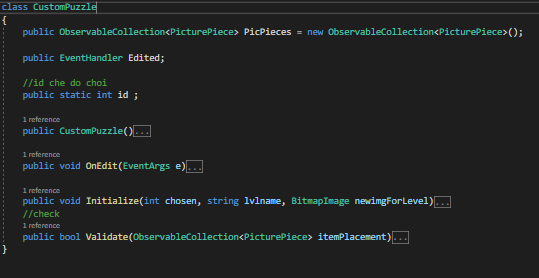 class CustomPuzzle
{
public ObservableCollection<PicturePiece> PicPieces = new ObservableCollection<PicturePiece>();
public EventHandler Edited;
//id che do choi
public static int id ;
1 reference
public CustomPuzzle()...
1 reference
public void OnEdit(EventArgs e)...
1 reference
public void Initialize(int chosen, string lvlname, BitmapImage newimgForLevel)...
//check
1 reference
public bool Validate(ObservableCollection<PicturePiece> itemPlacement)...
}